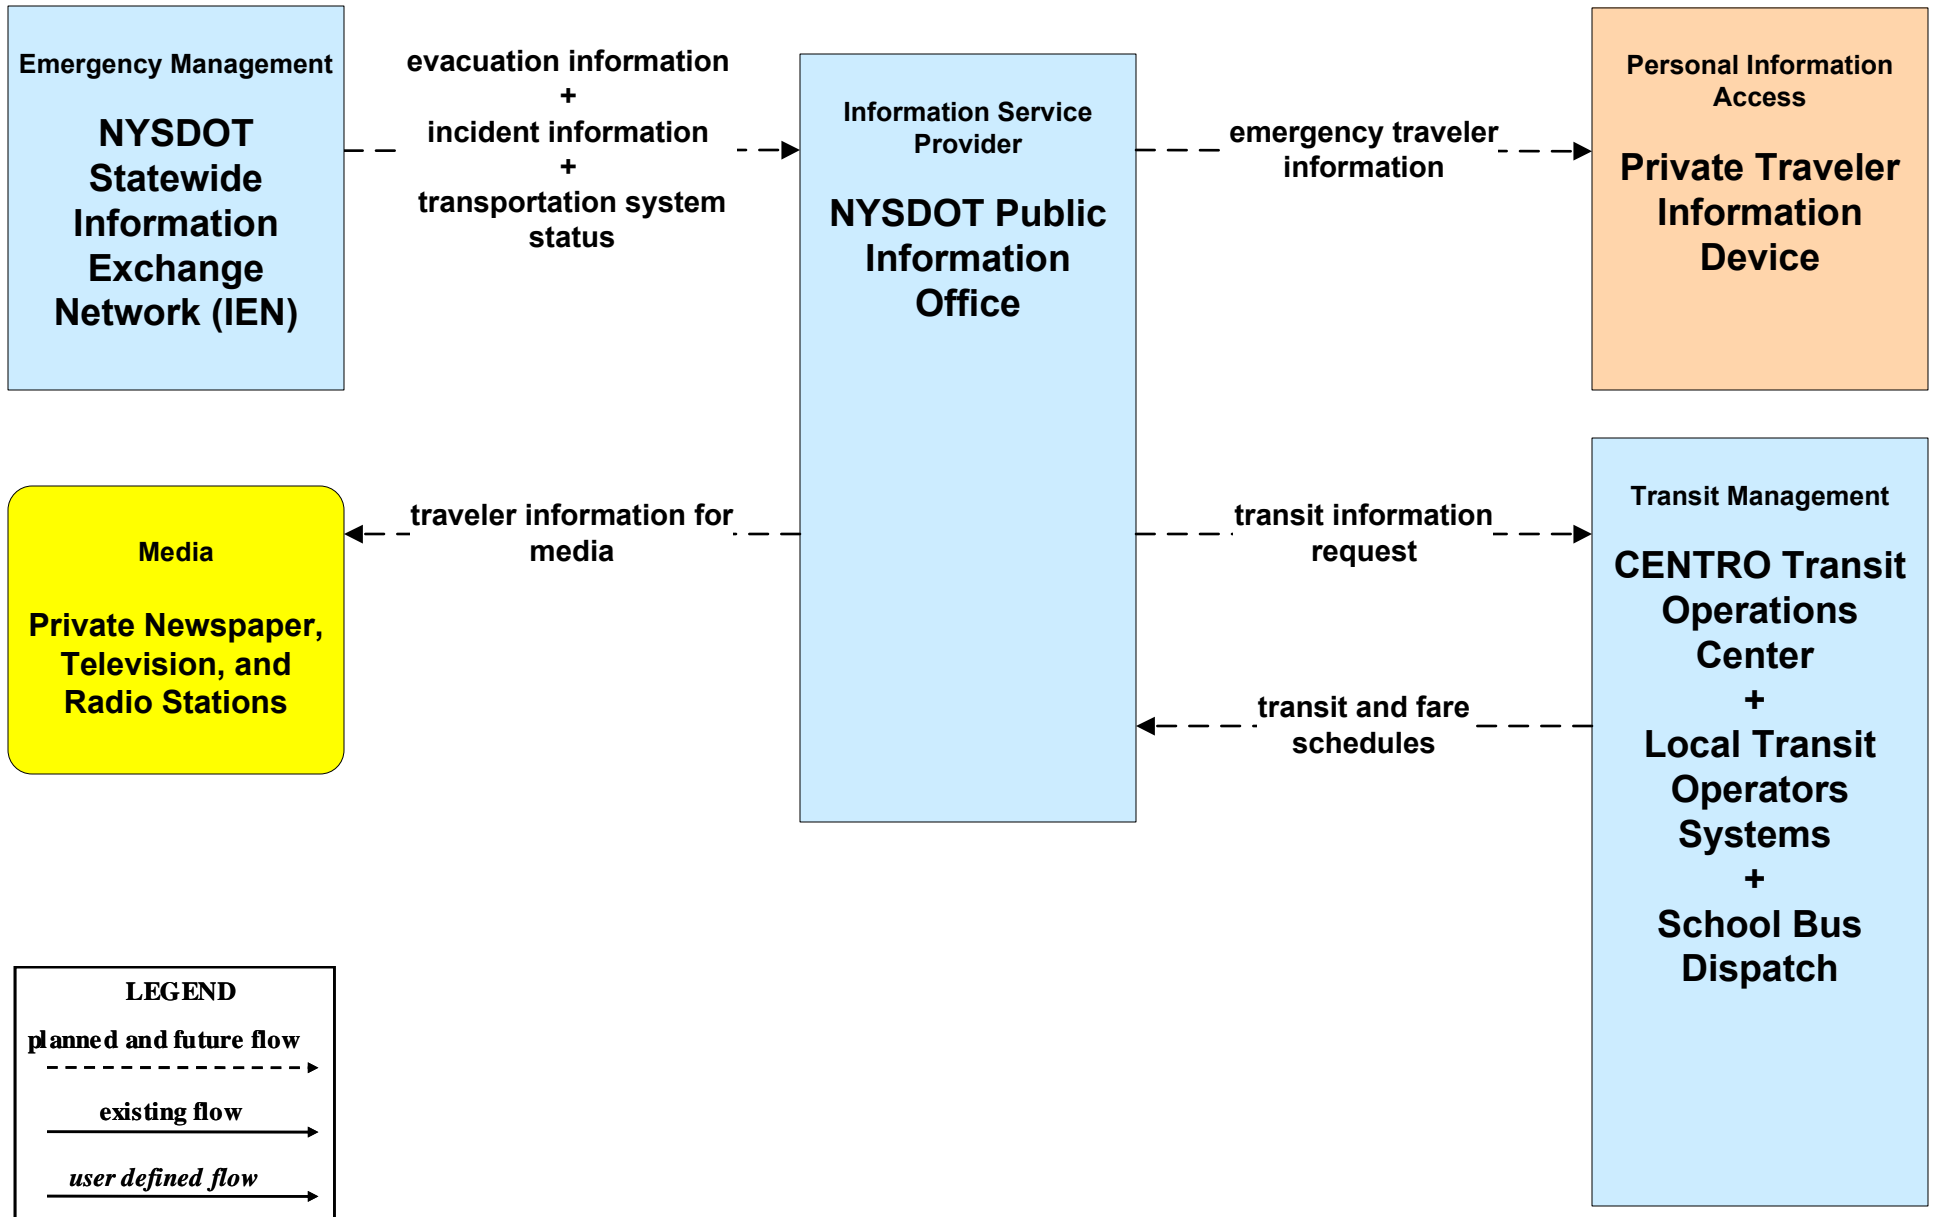 Emergency Management
NYSDOT
Statewide
Information
Exchange
Network (IEN)
evacuation information
+
incident information
+
transportation system
status
Information Service
Provider
NYSDOT Public
Information
Office
emergency traveler
information
Personal Information
Access
Private Traveler
Information
Device
Media
Private Newspaper,
Television, and
Radio Stations
traveler information for
media
transit information
request
transit and fare
schedules
Transit Management
CENTRO Transit
Operations
Center
+
Local Transit
Operators
Systems
+
School Bus
Dispatch
LEGEND
planned and future flow
existing flow
user defined flow